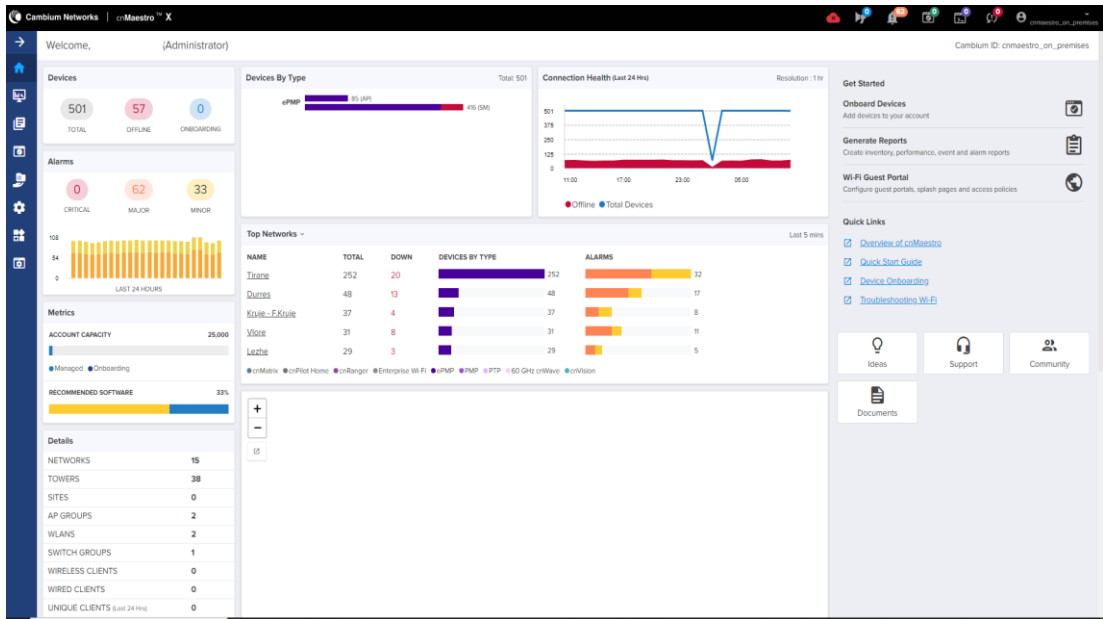 Cambium Networks | cnMaestro™ X
0 62 0 0 0 cnmaestro_on_premises
Welcome, (Administrator)
Cambium ID: cnmaestro_on_premises
Devices
501 57 0
TOTAL OFFLINE ONBOARDING
Alarms
0 62 33
CRITICAL MAJOR MINOR
108
54
0
LAST 24 HOURS
Metrics
ACCOUNT CAPACITY 25,000
Managed Onboarding
RECOMMENDED SOFTWARE 33%
Details
NETWORKS 15
TOWERS 38
SITES 0
AP GROUPS 2
WLANS 2
SWITCH GROUPS 1
WIRELESS CLIENTS 0
WIRED CLIENTS 0
UNIQUE CLIENTS (Last 24 Hrs) 0
Devices By Type Total: 501
ePMP
85 (AP)
416 (SM)
Connection Health (Last 24 Hrs) Resolution : 1 hr
501
375
250
125
0
11:00 17:00 23:00 05:00
Offline Total Devices
Top Networks Last 5 mins
NAME TOTAL DOWN DEVICES BY TYPE ALARMS
Tirane 252 20 252 32
Durres 48 13 48 17
Kruje - F.Kruje 37 4 37 8
Vlore 31 8 31 11
Lezhe 29 3 29 5
cnMatrix cnPilot Home cnRanger Enterprise Wi-Fi ePMP PMP PTP 60 GHz cnWave cnVision
+
−
Get Started
Onboard Devices
Add devices to your account
Generate Reports
Create inventory, performance, event and alarm reports
Wi-Fi Guest Portal
Configure guest portals, splash pages and access policies
Quick Links
Overview of cnMaestro
Quick Start Guide
Device Onboarding
Troubleshooting Wi-Fi
Ideas Support Community
Documents